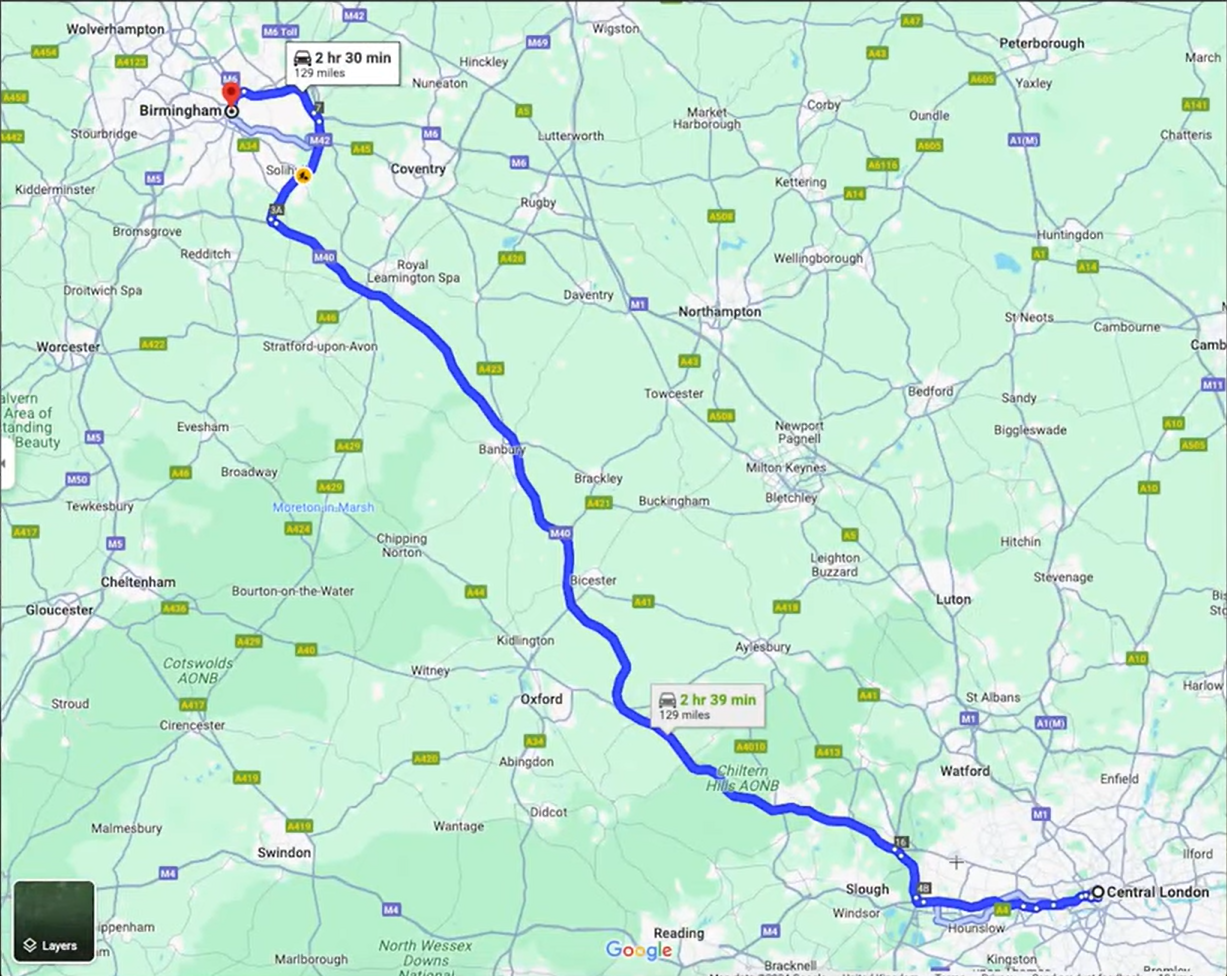 M42
Wolverhampton
M6 Toll
Wigston
A47
Peterborough
M69
A454
A4123
2 hr 30 min
129 miles
Hinckley
A43
March
M6
Nuneaton
A605
Yaxley
A458
Birmingham
7
A5
Market
Harborough
Corby
Oundle
A141
Stourbridge
A442
M42
M6
Lutterworth
A1(M)
Chatteris
A34
A45
A605
Solih
Coventry
M6
A6116
M5
Kettering
A14
Kidderminster
3A
Rugby
A508
Bromsgrove
Huntingdon
Redditch
M40
A426
Wellingborough
A1
A14
Royal
Leamington Spa
Droitwich Spa
Daventry
M1
Northampton
A46
St Neots
Cambourne
Worcester
A422
Stratford-upon-Avon
Camb
A43
A423
M11
Bedford
Towcester
Sandy
alvern
Area of
tanding
Beauty
A508
Evesham
M5
A429
Banbury
Newport
Pagnell
Biggleswade
A10
A505
Broadway
A46
M50
Brackley
Milton Keynes
A429
A10
Bletchley
Tewkesbury
Moreton-in-Marsh
A421
Buckingham
A417
A424
M40
A5
M5
Chipping
Norton
Hitchin
Leighton
Buzzard
Cheltenham
Bicester
Stevenage
Bourton-on-the-Water
A44
A41
A418
Luton
Bis
Sto
Gloucester
A436
A429
A40
Kidlington
Aylesbury
Cotswolds
AONB
Witney
A10
Harlow
Stroud
A417
Oxford
2 hr 39 min
129 miles
A41
St Albans
Cirencester
M1
A1(M)
A34
A4010
A413
A420
Abingdon
Watford
Enfield
A419
Chiltern
Hills AONB
Didcot
M1
Malmesbury
A419
Wantage
16
Swindon
Ilford
M4
Slough
4B
Central London
M4
Windsor
A4
Layers
ippenham
Reading
M4
Hounslow
Google
North Wessex
Downs
National
Marlborough
Bracknell
Kingston
upon Thames
Bromley